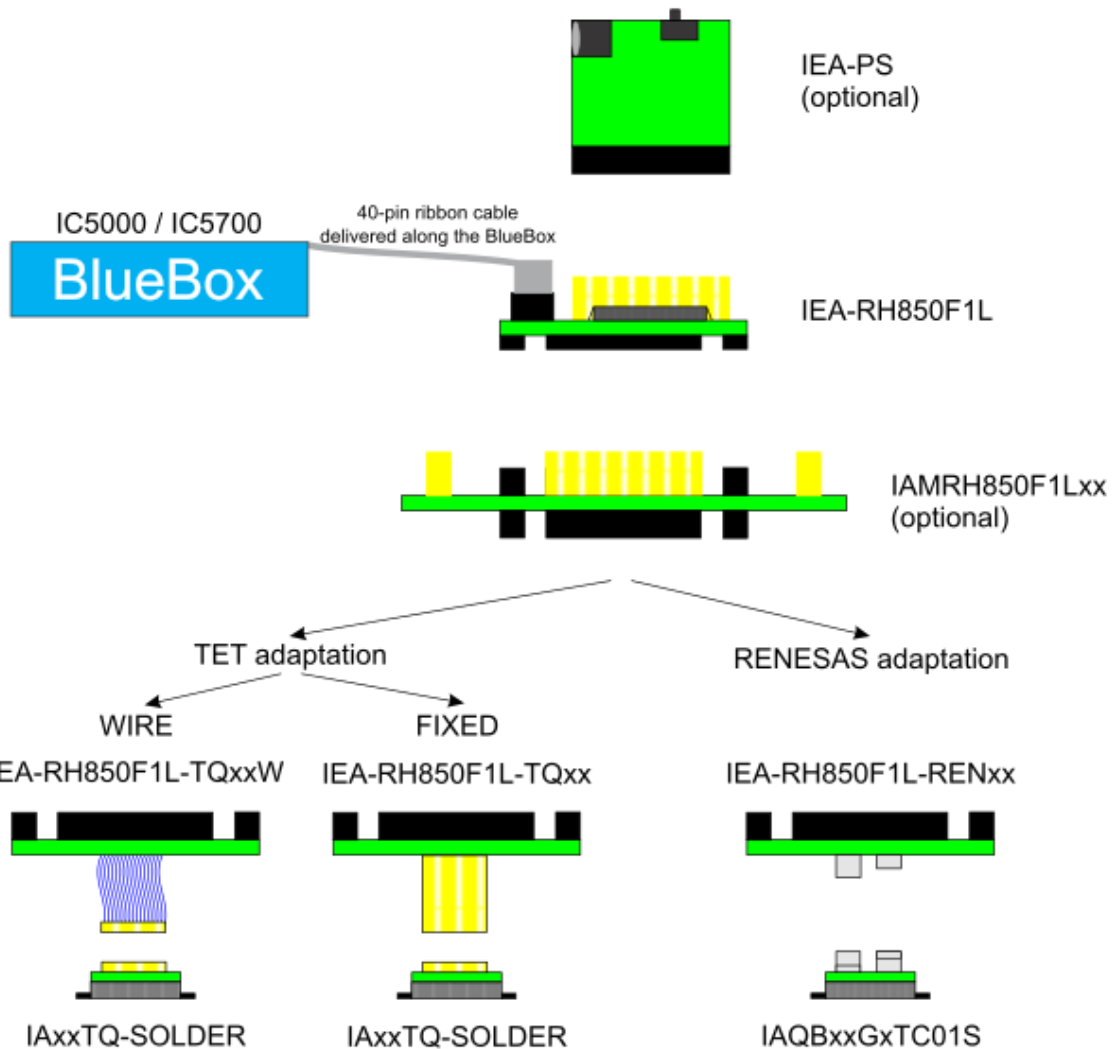 IEA-PS
(optional)
IC5000 / IC5700
BlueBox
40-pin ribbon cable
delivered along the BlueBox
IEA-RH850F1L
IAMRH850F1Lxx
(optional)
TET adaptation
RENESAS adaptation
WIRE
FIXED
EA-RH850F1L-TQxxW
IEA-RH850F1L-TQxx
IEA-RH850F1L-RENxx
IAxxTQ-SOLDER
IAxxTQ-SOLDER
IAQBxxGxTC01S